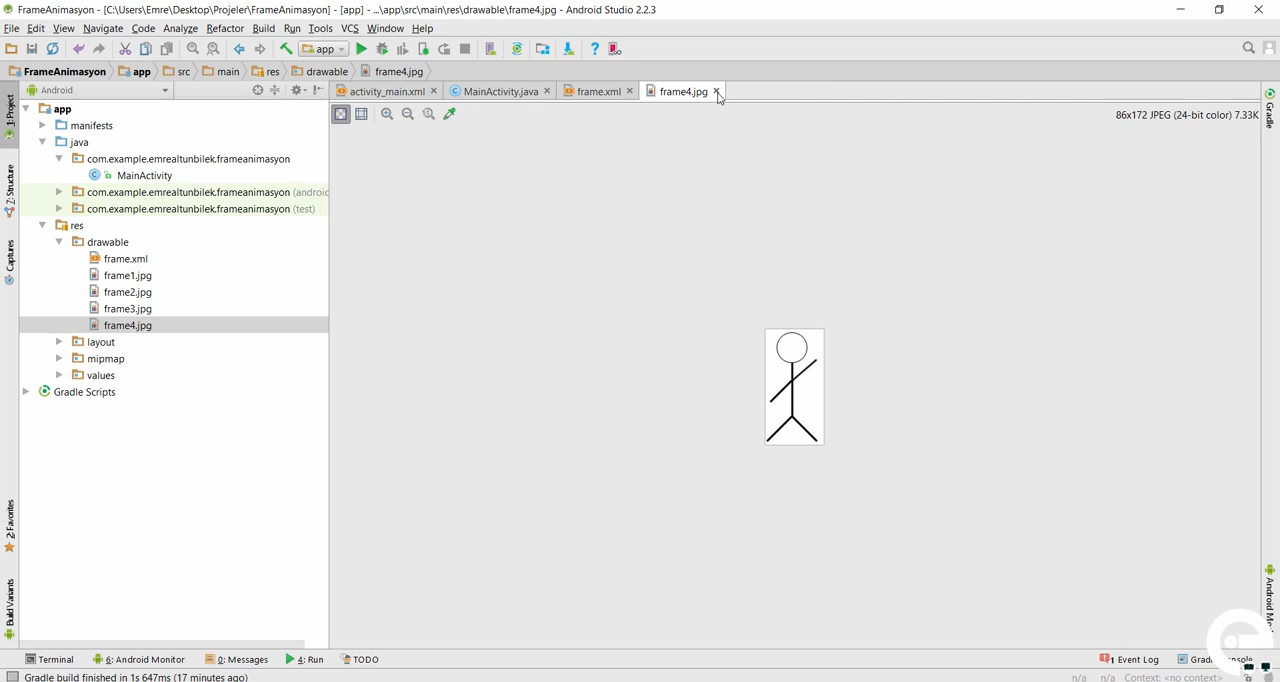 FrameAnimasyon - [C:\Users\Emre\Desktop\Projeler\FrameAnimasyon] - [app] - ...\app\src\main\res\drawable\frame4.jpg - Android Studio 2.2.3
File Edit View Navigate Code Analyze Refactor Build Run Tools VCS Window Help
app
FrameAnimasyon app src main res drawable frame4.jpg
Android
activity_main.xml MainActivity.java frame.xml frame4.jpg
86x172 JPEG (24-bit color) 7.33K
1: Project
7: Structure
Captures
2: Favorites
Build Variants
app
manifests
java
com.example.emrealtunbilek.frameanimasyon
MainActivity
com.example.emrealtunbilek.frameanimasyon (androic
com.example.emrealtunbilek.frameanimasyon (test)
res
drawable
frame.xml
frame1.jpg
frame2.jpg
frame3.jpg
frame4.jpg
layout
mipmap
values
Gradle Scripts
Gradle
Android Mo
Terminal 6: Android Monitor 0: Messages 4: Run TODO 1 Event Log
Gradle build finished in 1s 647ms (17 minutes ago) n/a n/a Context: <no context>